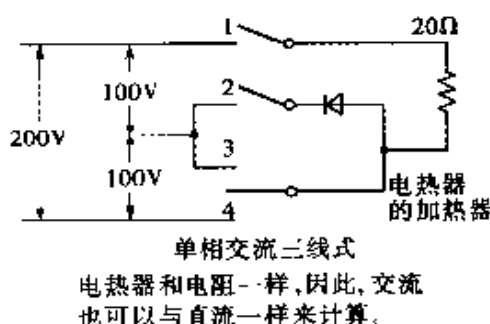 1
20Ω
2
100V
200V
3
100V
4
电热器
的加热器
单相交流三线式
电热器和电阻一样,因此,交流
也可以与直流一样来计算。